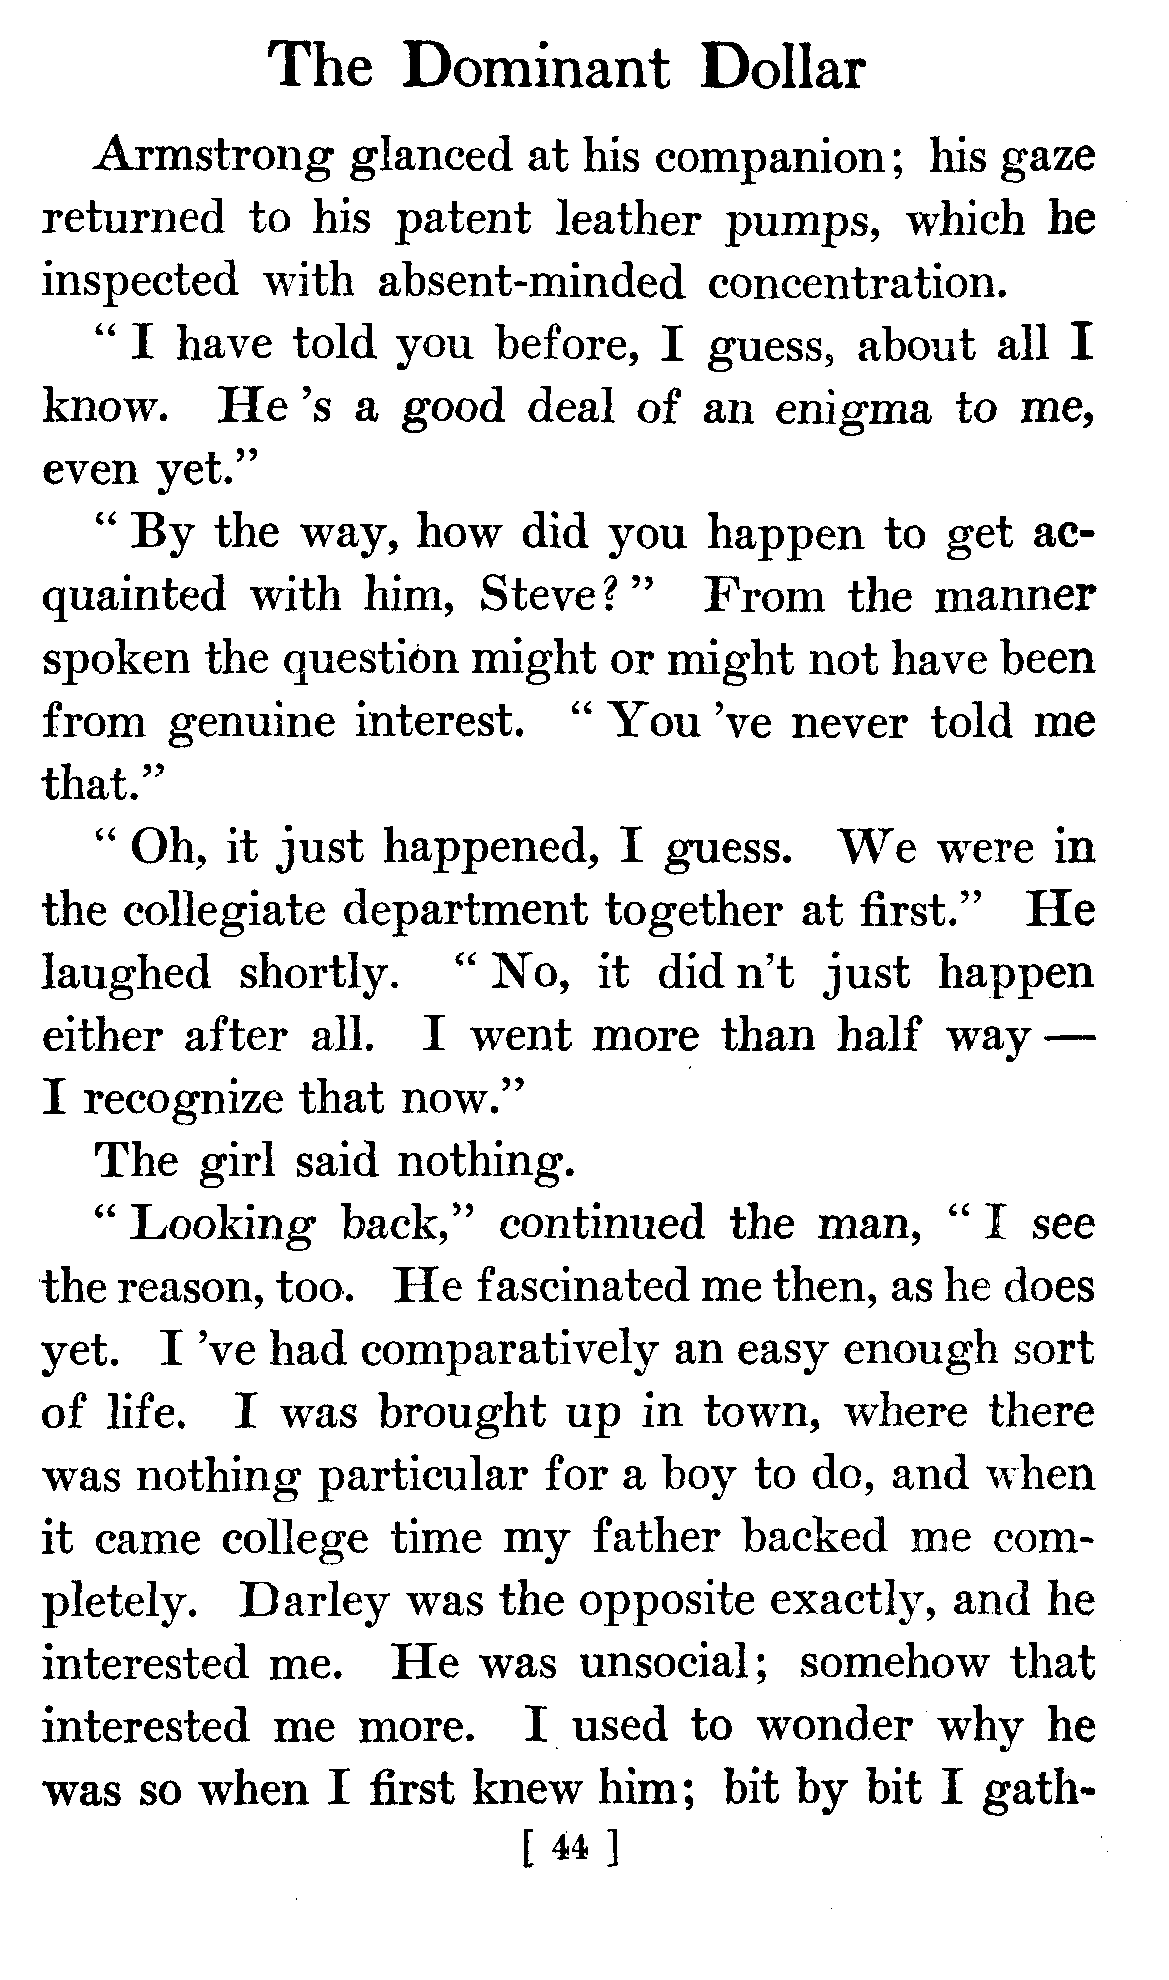 The Dominant Dollar
Armstrong glanced at his companion; his gaze
returned to his patent leather pumps, which he
inspected with absent-minded concentration.
“ I have told you before, I guess, about all I
know. He ’s a good deal of an enigma to me,
even yet.”
“ By the way, how did you happen to get ac-
quainted with him, Steve? ” From the manner
spoken the question might or might not have been
from genuine interest. “ You ’ve never told me
that.”
“ Oh, it just happened, I guess. We were in
the collegiate department together at first.” He
laughed shortly. “ No, it did n’t just happen
either after all. I went more than half way —
I recognize that now.”
The girl said nothing.
“ Looking back,” continued the man, “ I see
the reason, too. He fascinated me then, as he does
yet. I ’ve had comparatively an easy enough sort
of life. I was brought up in town, where there
was nothing particular for a boy to do, and when
it came college time my father backed me com-
pletely. Darley was the opposite exactly, and he
interested me. He was unsocial; somehow that
interested me more. I used to wonder why he
was so when I first knew him; bit by bit I gath-
[ 44 ]